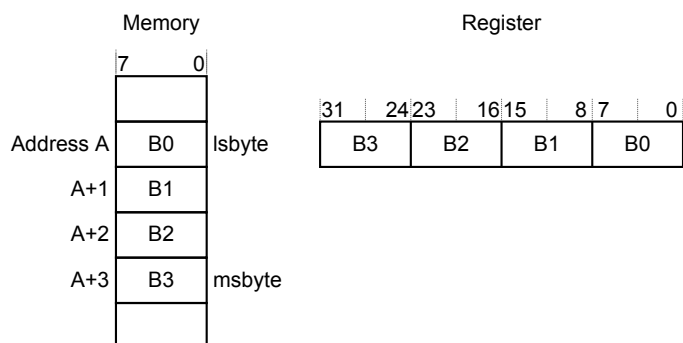 Memory Register
7 0
31 24 23 16 15 8 7 0
Address A B0 lsbyte B3 B2 B1 B0
A+1 B1
A+2 B2
A+3 B3 msbyte